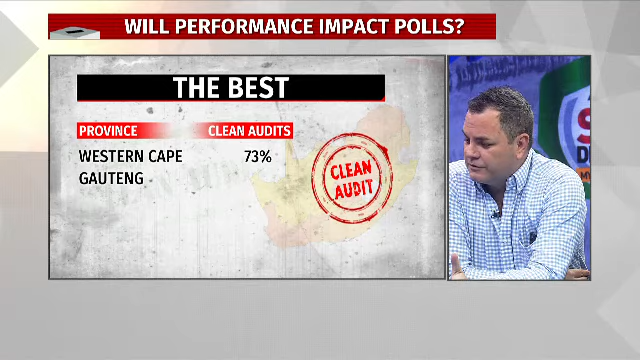 WILL PERFORMANCE IMPACT POLLS?
THE BEST
PROVINCE CLEAN AUDITS
WESTERN CAPE 73%
GAUTENG
CLEAN
AUDIT